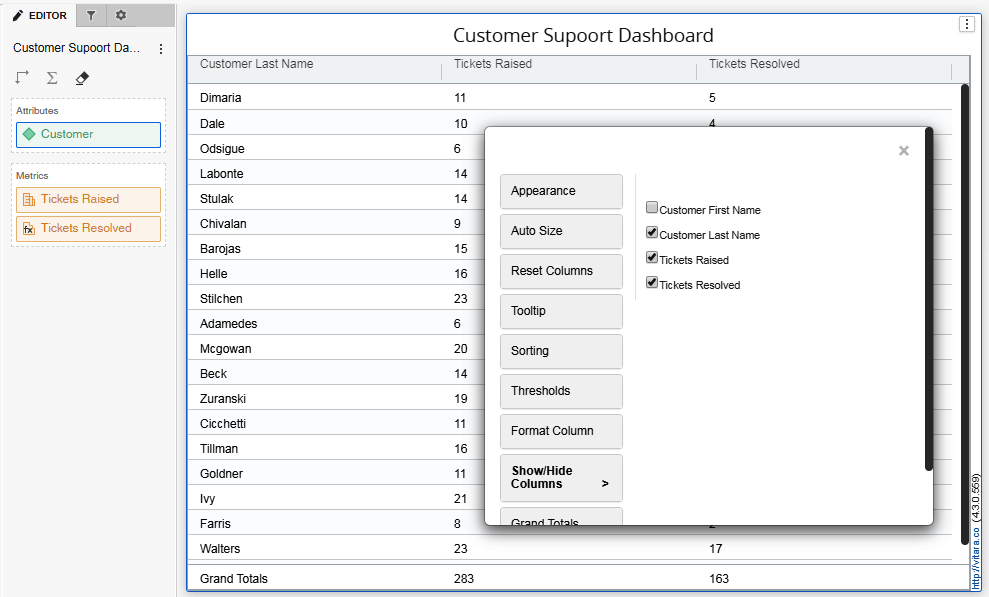 EDITOR
Customer Supoort Da...
Attributes
Customer
Metrics
Tickets Raised
fx Tickets Resolved
Customer Supoort Dashboard
Customer Last Name Tickets Raised Tickets Resolved
Dimaria 11 5
Dale 10 4
Odsigue 6
Labonte 14
Stulak 14
Chivalan 9
Barojas 15
Helle 16
Stilchen 23
Adamedes 6
Mcgowan 20
Beck 14
Zuranski 19
Cicchetti 11
Tillman 16
Goldner 11
Ivy 21
Farris 8
Walters 23 17
Grand Totals 283 163
×
Appearance
Auto Size
Reset Columns
Tooltip
Sorting
Thresholds
Format Column
Show/Hide
Columns >
Grand Totals
Customer First Name
Customer Last Name
Tickets Raised
Tickets Resolved
http://vitara.co (4.3.0.559)